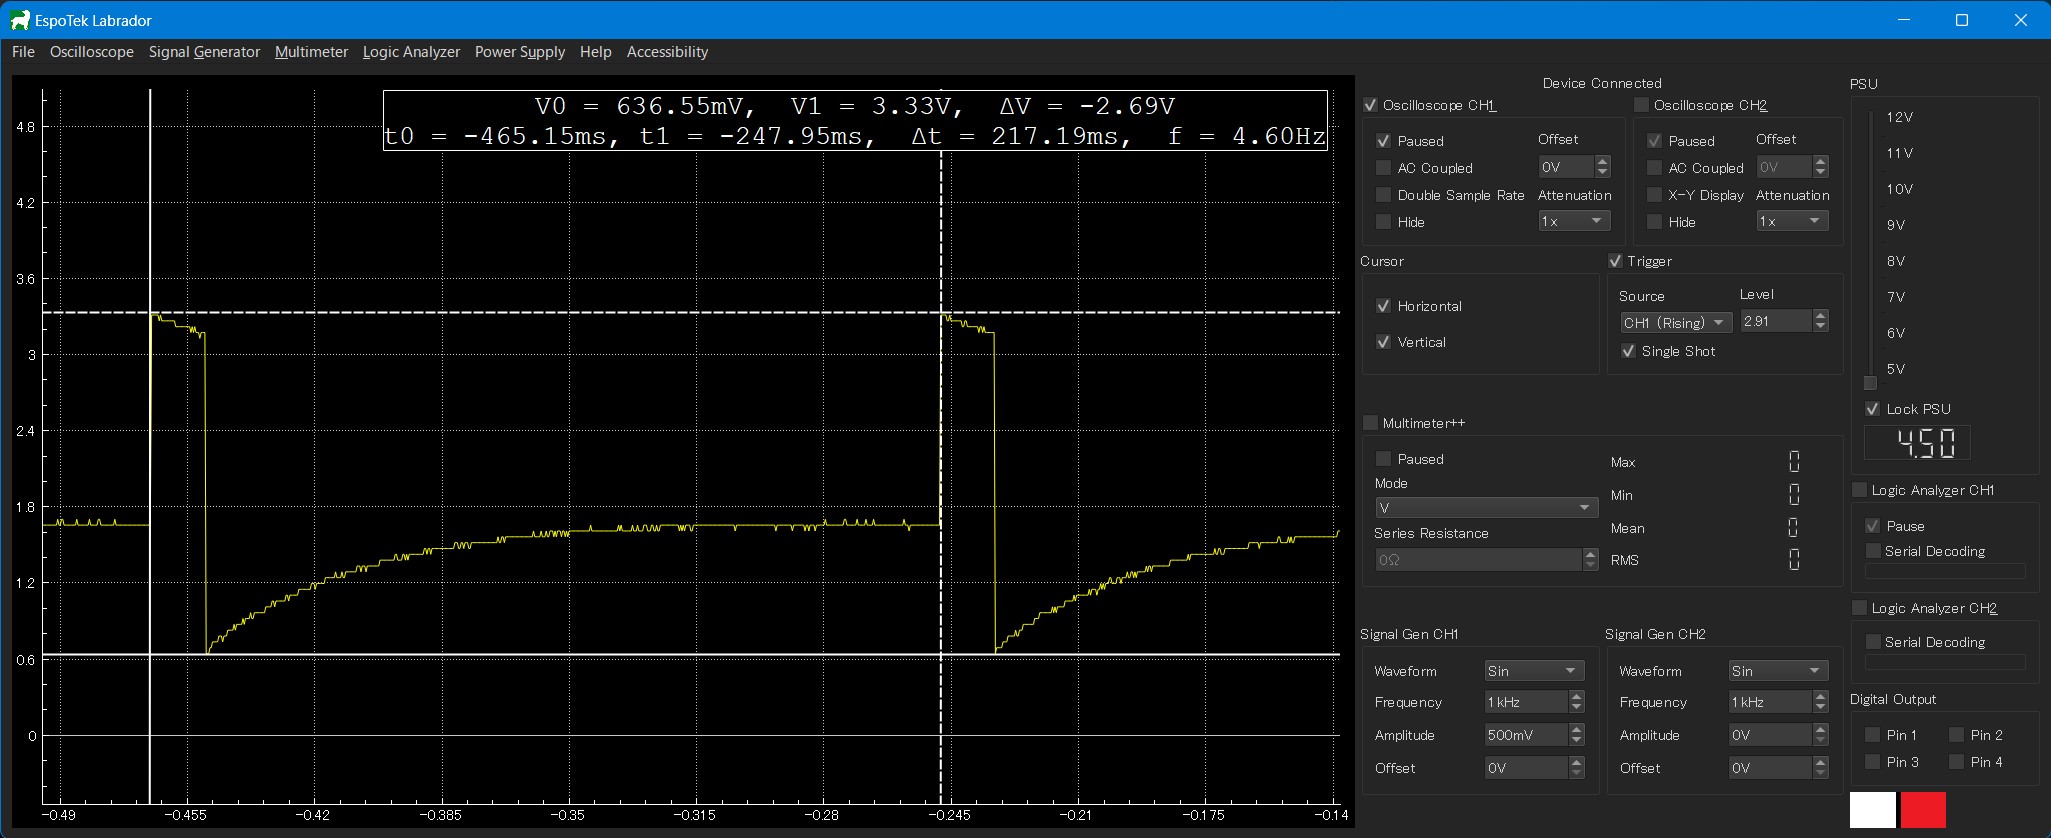 EspoTek Labrador
File Oscilloscope Signal Generator Multimeter Logic Analyzer Power Supply Help Accessibility
V0 = 636.55mV, V1 = 3.33V, ΔV = -2.69V
t0 = -465.15ms, t1 = -247.95ms, Δt = 217.19ms, f = 4.60Hz
4.8
4.2
3.6
3
2.4
1.8
1.2
0.6
0
-0.49 -0.455 -0.42 -0.385 -0.35 -0.315 -0.28 -0.245 -0.21 -0.175 -0.14
Device Connected
Oscilloscope CH1
Paused
Offset
AC Coupled
0V
Double Sample Rate
Attenuation
Hide
1x
Oscilloscope CH2
Paused
Offset
AC Coupled
0V
X-Y Display
Attenuation
Hide
1x
Cursor
Horizontal
Vertical
Trigger
Source
Level
CH1 (Rising)
2.91
Single Shot
Multimeter++
Paused
Mode
V
Series Resistance
0Ω
Max 0
Min 0
Mean 0
RMS 0
Signal Gen CH1
Waveform Sin
Frequency 1kHz
Amplitude 500mV
Offset 0V
Signal Gen CH2
Waveform Sin
Frequency 1kHz
Amplitude 0V
Offset 0V
PSU
12V
11V
10V
9V
8V
7V
6V
5V
Lock PSU
4.50
Logic Analyzer CH1
Pause
Serial Decoding
Logic Analyzer CH2
Serial Decoding
Digital Output
Pin 1 Pin 2
Pin 3 Pin 4